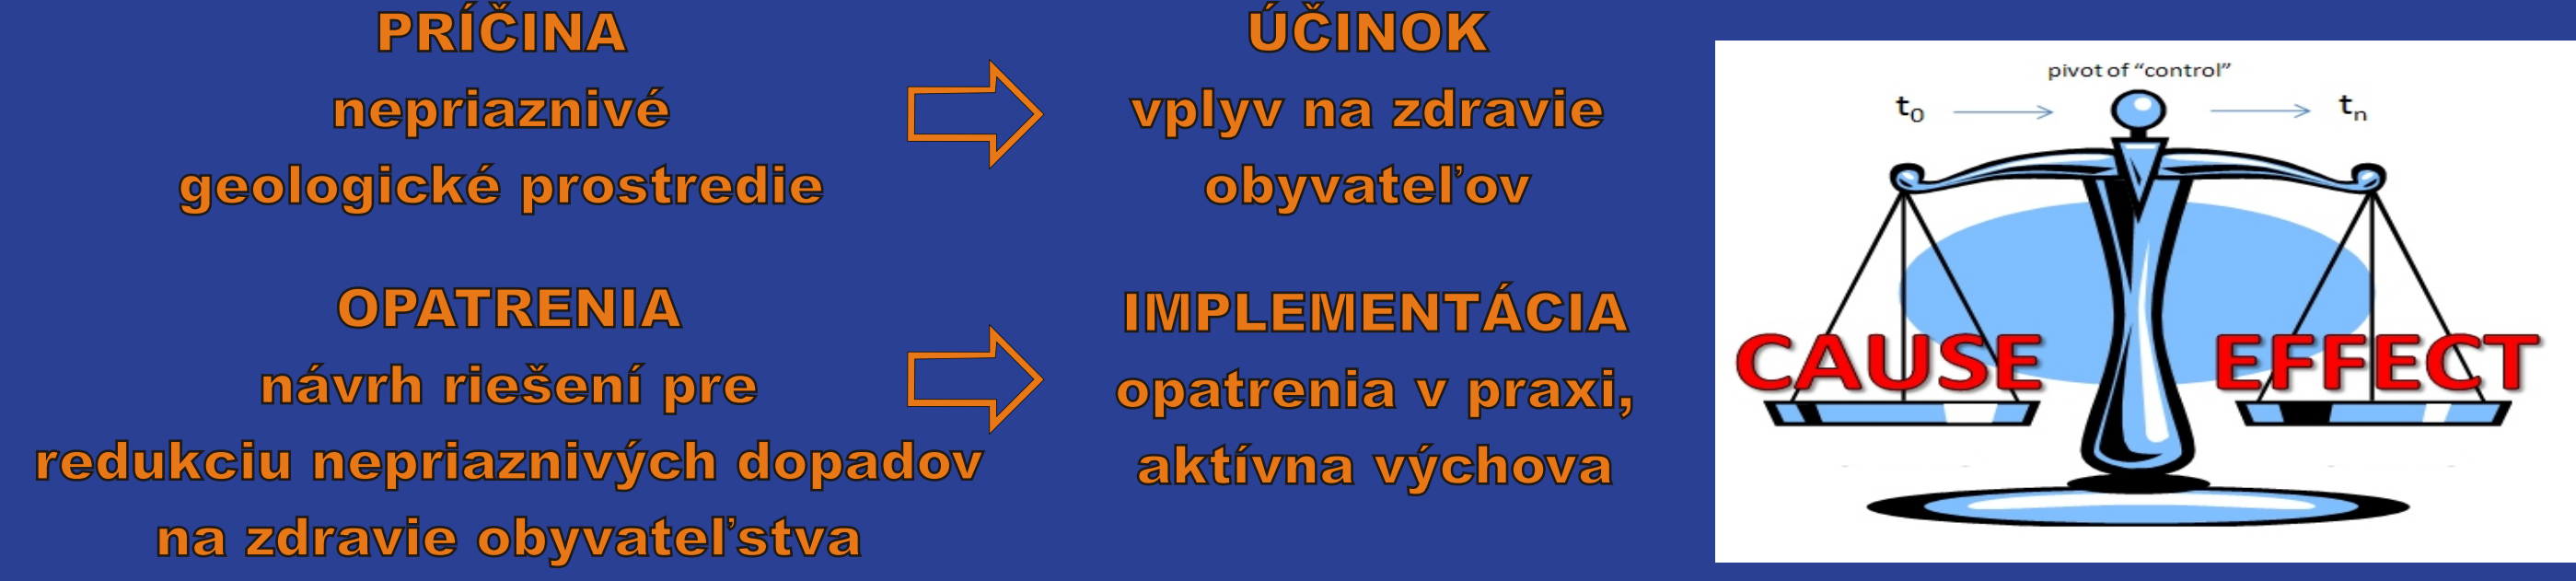 PRÍČINA
nepriaznivé
geologické prostredie
ÚČINOK
vplyv na zdravie
obyvateľov
OPATRENIA
návrh riešení pre
redukciu nepriaznivých dopadov
na zdravie obyvateľstva
IMPLEMENTÁCIA
opatrenia v praxi,
aktívna výchova
pivot of “control”
t0
tn
CAUSE
EFFECT